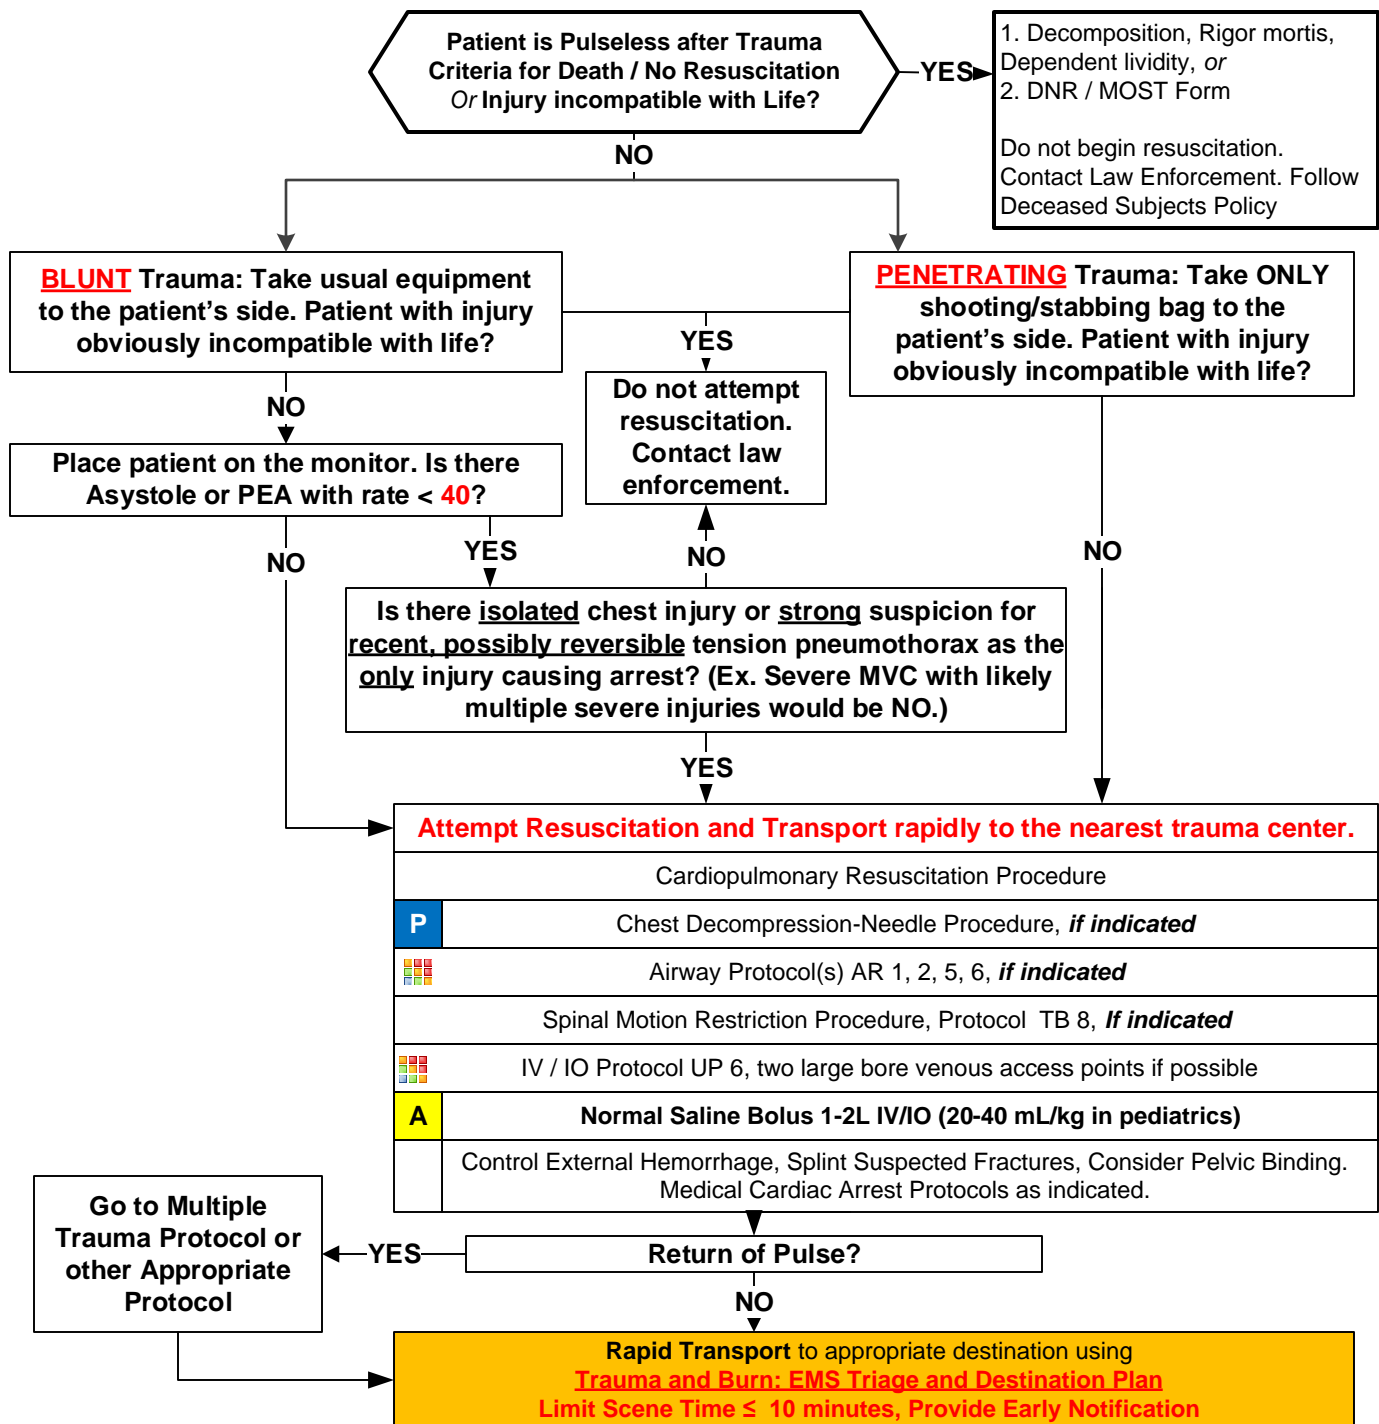 Patient is Pulseless after Trauma
Criteria for Death / No Resuscitation
Or Injury incompatible with Life?
YES
1. Decomposition, Rigor mortis,
Dependent lividity, or
2. DNR / MOST Form
Do not begin resuscitation.
Contact Law Enforcement. Follow
Deceased Subjects Policy
NO
BLUNT Trauma: Take usual equipment
to the patient’s side. Patient with injury
obviously incompatible with life?
PENETRATING Trauma: Take ONLY
shooting/stabbing bag to the
patient’s side. Patient with injury
obviously incompatible with life?
YES
Do not attempt
resuscitation.
Contact law
enforcement.
NO
Place patient on the monitor. Is there
Asystole or PEA with rate < 40?
NO
YES
NO
NO
Is there isolated chest injury or strong suspicion for
recent, possibly reversible tension pneumothorax as the
only injury causing arrest? (Ex. Severe MVC with likely
multiple severe injuries would be NO.)
YES
Attempt Resuscitation and Transport rapidly to the nearest trauma center.
Cardiopulmonary Resuscitation Procedure
P
Chest Decompression-Needle Procedure, if indicated
Airway Protocol(s) AR 1, 2, 5, 6, if indicated
Spinal Motion Restriction Procedure, Protocol TB 8, If indicated
IV / IO Protocol UP 6, two large bore venous access points if possible
A
Normal Saline Bolus 1-2L IV/IO (20-40 mL/kg in pediatrics)
Control External Hemorrhage, Splint Suspected Fractures, Consider Pelvic Binding.
Medical Cardiac Arrest Protocols as indicated.
Go to Multiple
Trauma Protocol or
other Appropriate
Protocol
YES
Return of Pulse?
NO
Rapid Transport to appropriate destination using
Trauma and Burn: EMS Triage and Destination Plan
Limit Scene Time ≤ 10 minutes, Provide Early Notification